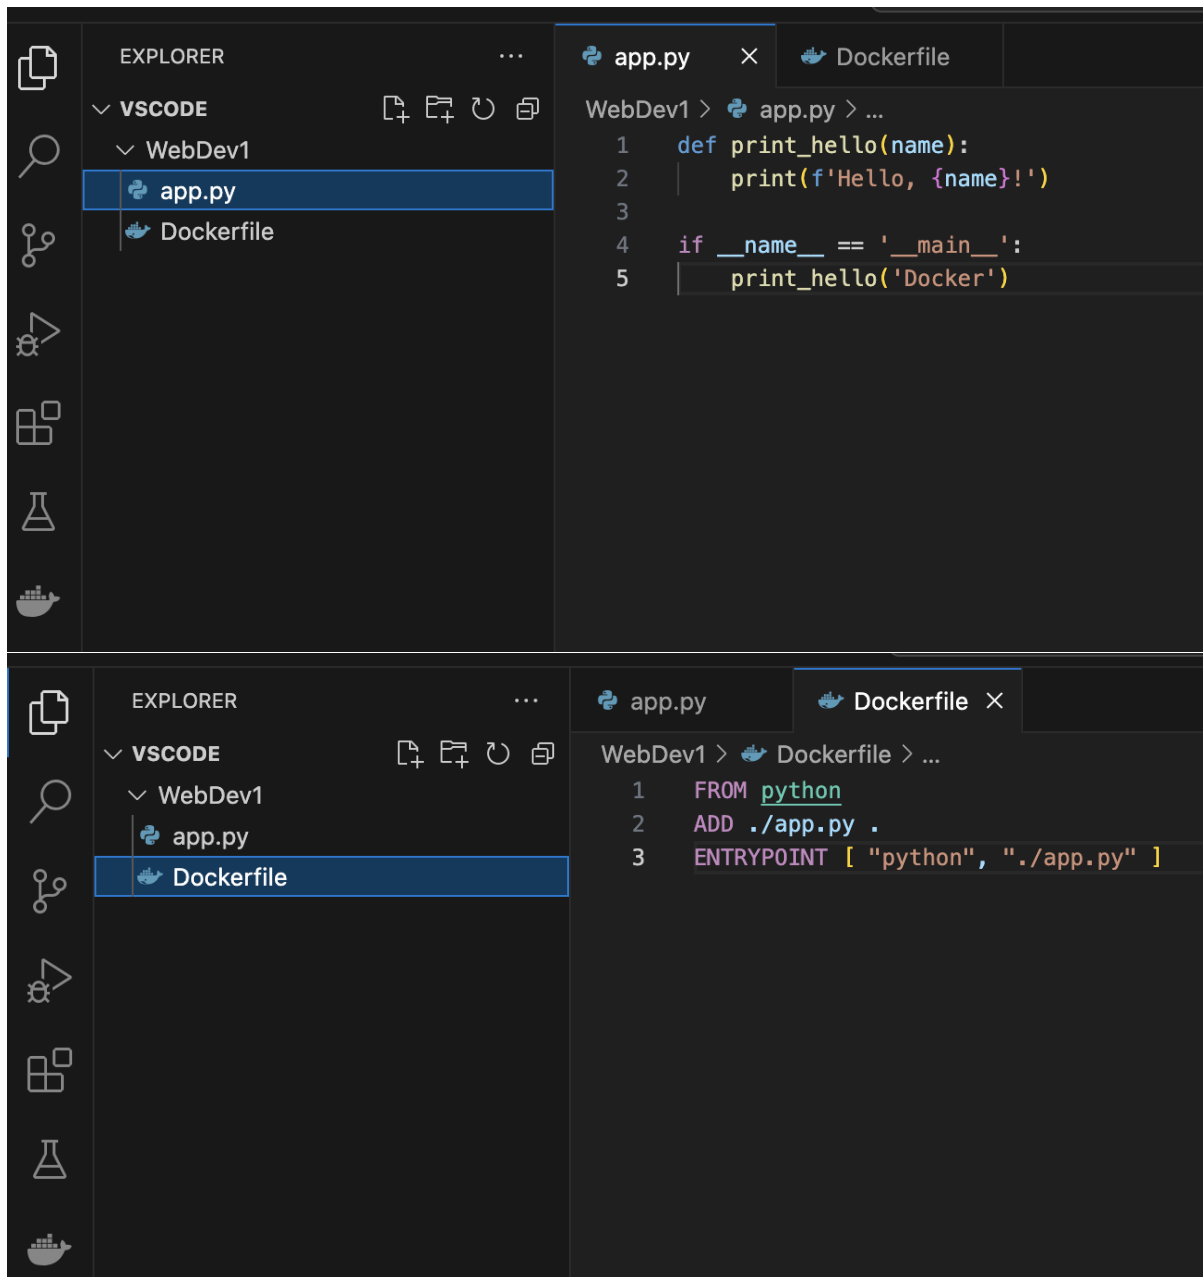 EXPLORER
...
VSCODE
WebDev1
app.py
Dockerfile
app.py
Dockerfile
WebDev1 > app.py > ...
1 def print_hello(name):
2     print(f'Hello, {name}!')
3
4 if __name__ == '__main__':
5     print_hello('Docker')
EXPLORER
...
VSCODE
WebDev1
app.py
Dockerfile
app.py
Dockerfile
WebDev1 > Dockerfile > ...
1 FROM python
2 ADD ./app.py .
3 ENTRYPOINT [ "python", "./app.py" ]